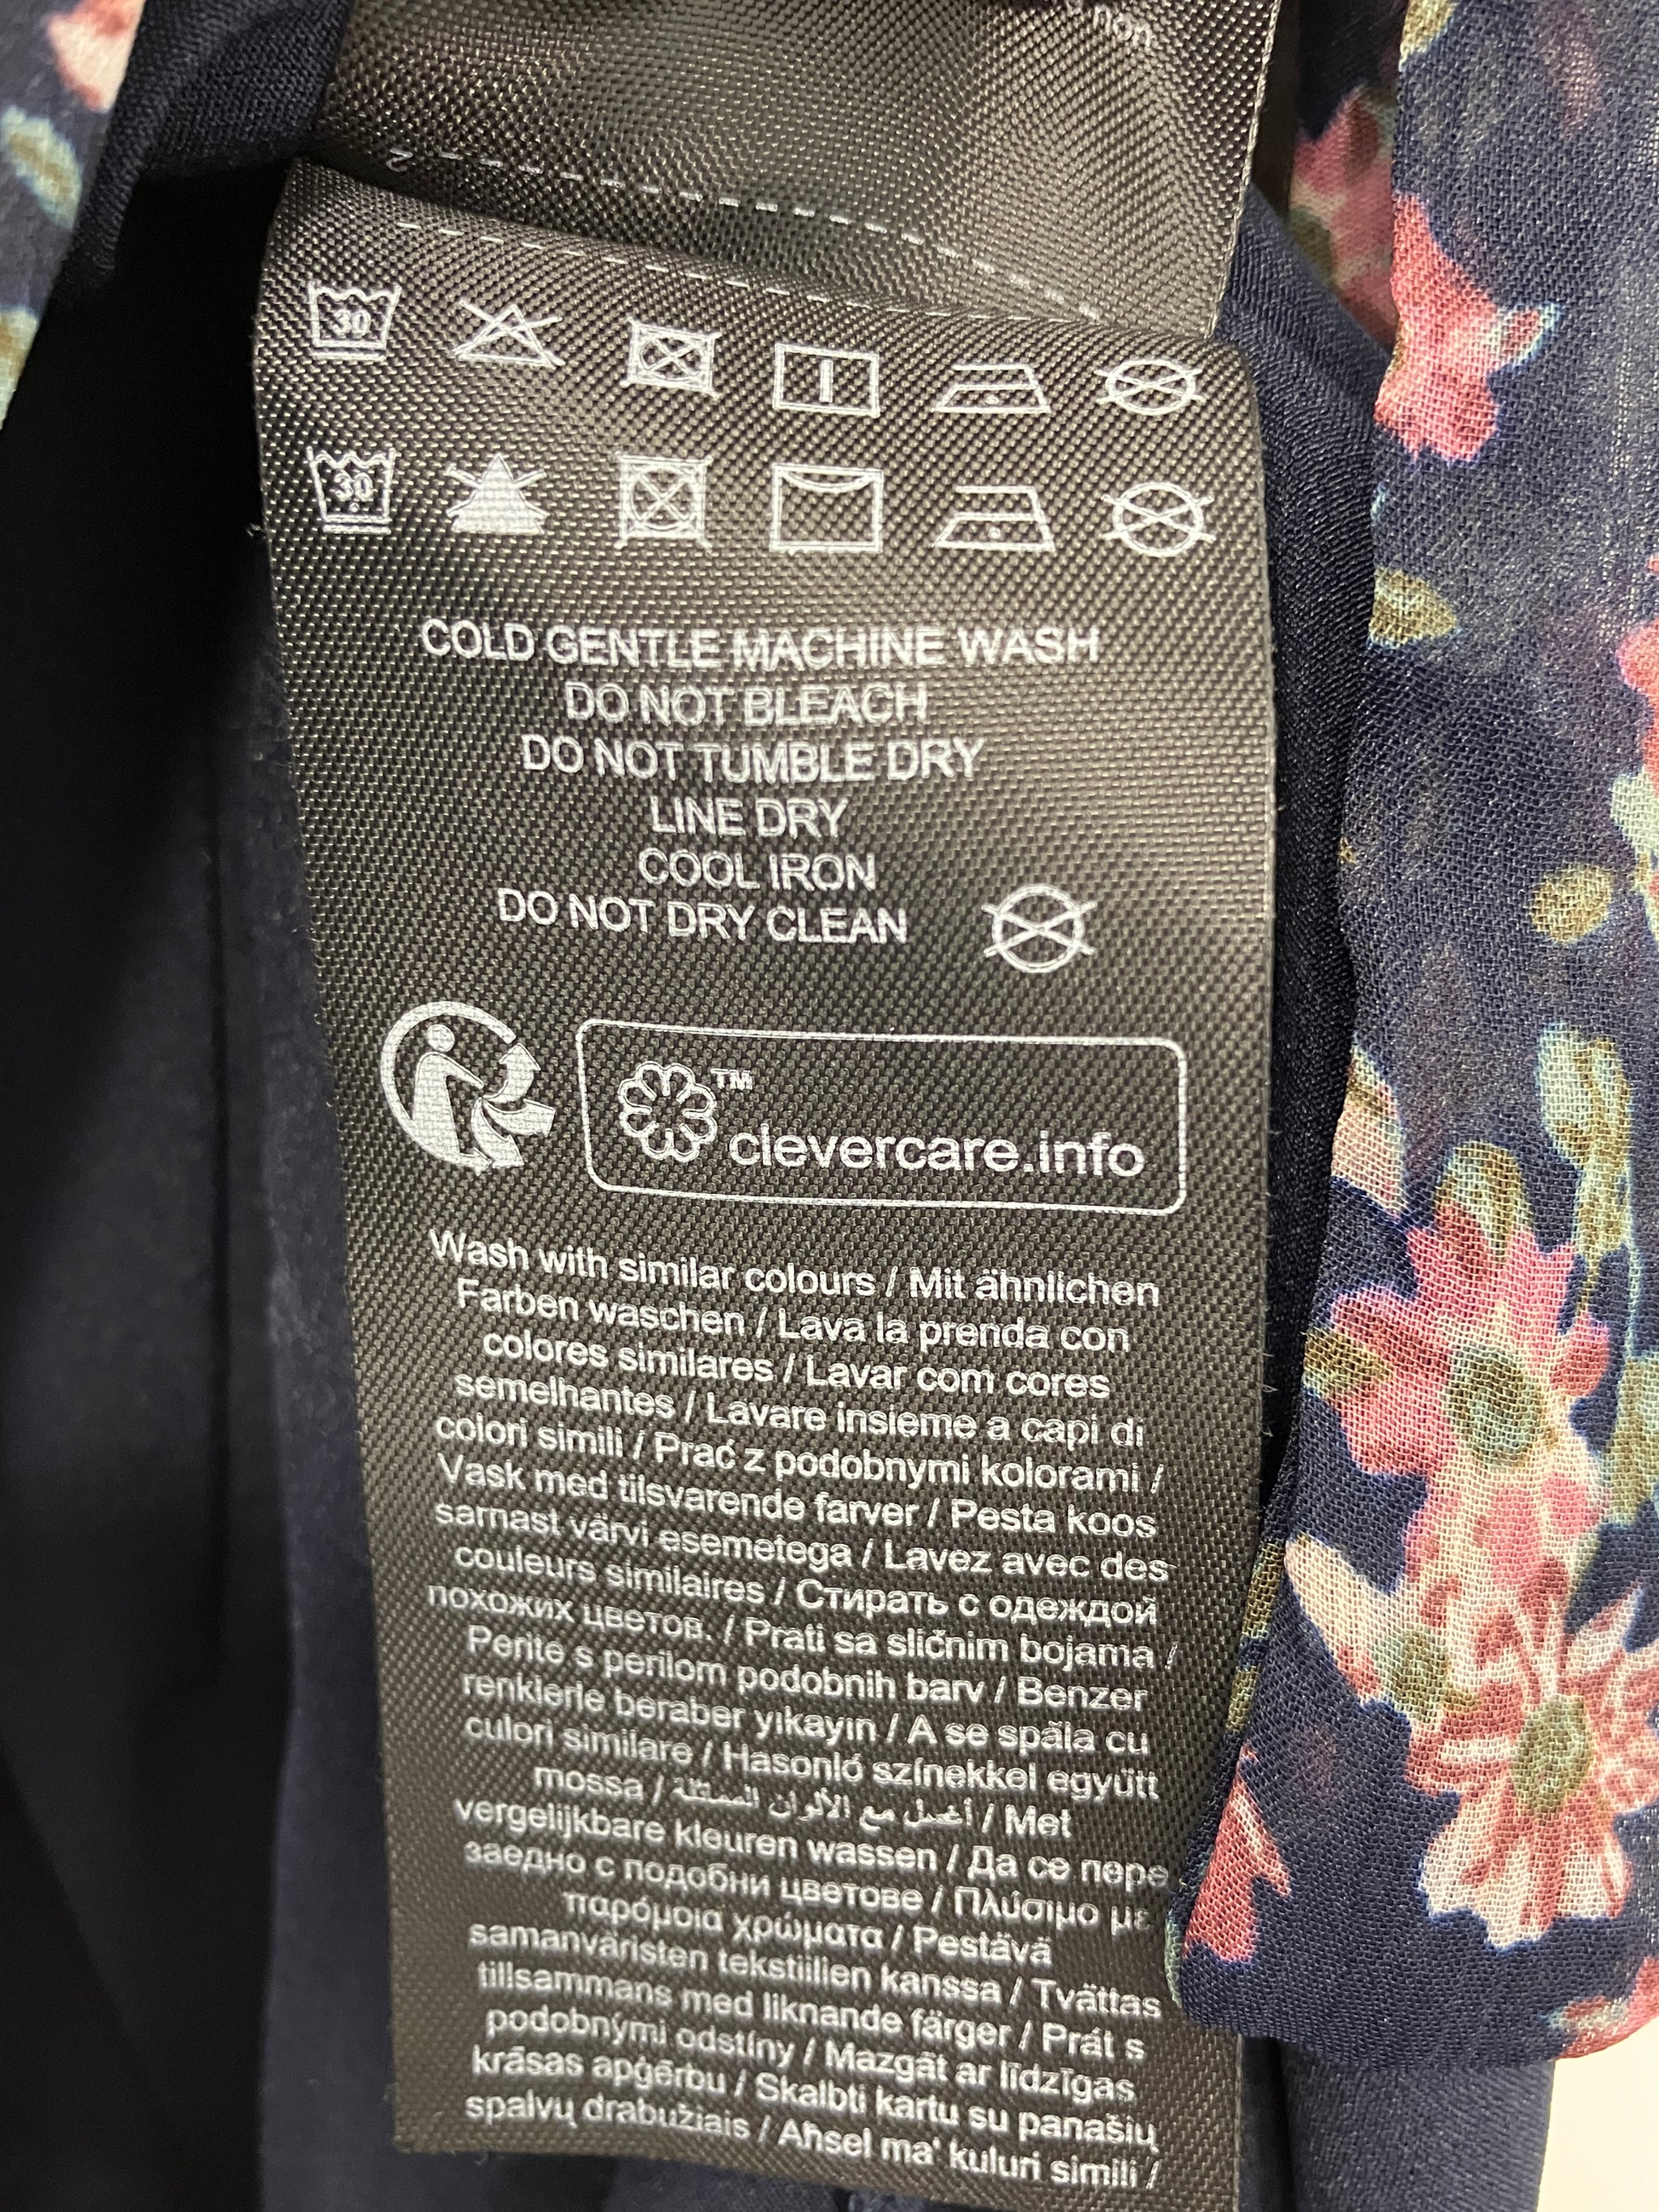 30
30
COLD GENTLE MACHINE WASH
DO NOT BLEACH
DO NOT TUMBLE DRY
LINE DRY
COOL IRON
DO NOT DRY CLEAN
TM
clevercare.info
Wash with similar colours / Mit ähnlichen
Farben waschen / Lava la prenda con
colores similares / Lavar com cores
semelhantes / Lavare insieme a capi di
colori simili / Prać z podobnymi kolorami /
Vask med tilsvarende farver / Pesta koos
sarnast värvi esemetega / Lavez avec des
couleurs similaires / Стирать с одеждой
похожих цветов. / Prati sa sličnim bojama /
Perite s perilom podobnih barv / Benzer
renklerle beraber yıkayın / A se spăla cu
culori similare / Hasonló színekkel együtt
mossa / أغسل مع الألوان المماثلة / Met
vergelijkbare kleuren wassen / Да се пере
заедно с подобни цветове / Πλύσιμο με
παρόμοια χρώματα / Pestävä
samanväristen tekstiilien kanssa / Tvättas
tillsammans med liknande färger / Prát s
podobnými odstíny / Mazgāt ar līdzīgas
krāsas apģērbu / Skalbti kartu su panašių
spalvų drabužiais / Aħsel ma' kuluri simili /